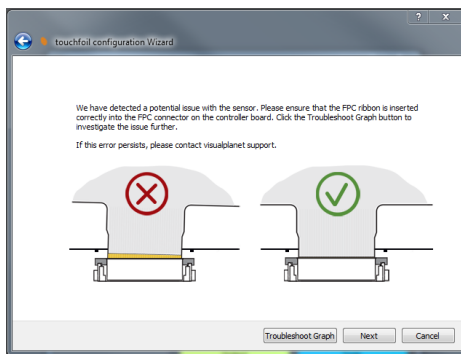 touchfoil configuration Wizard
We have detected a potential issue with the sensor. Please ensure that the FPC ribbon is inserted
correctly into the FPC connector on the controller board. Click the Troubleshoot Graph button to
investigate the issue further.
If this error persists, please contact visualplanet support.
Troubleshoot Graph Next Cancel